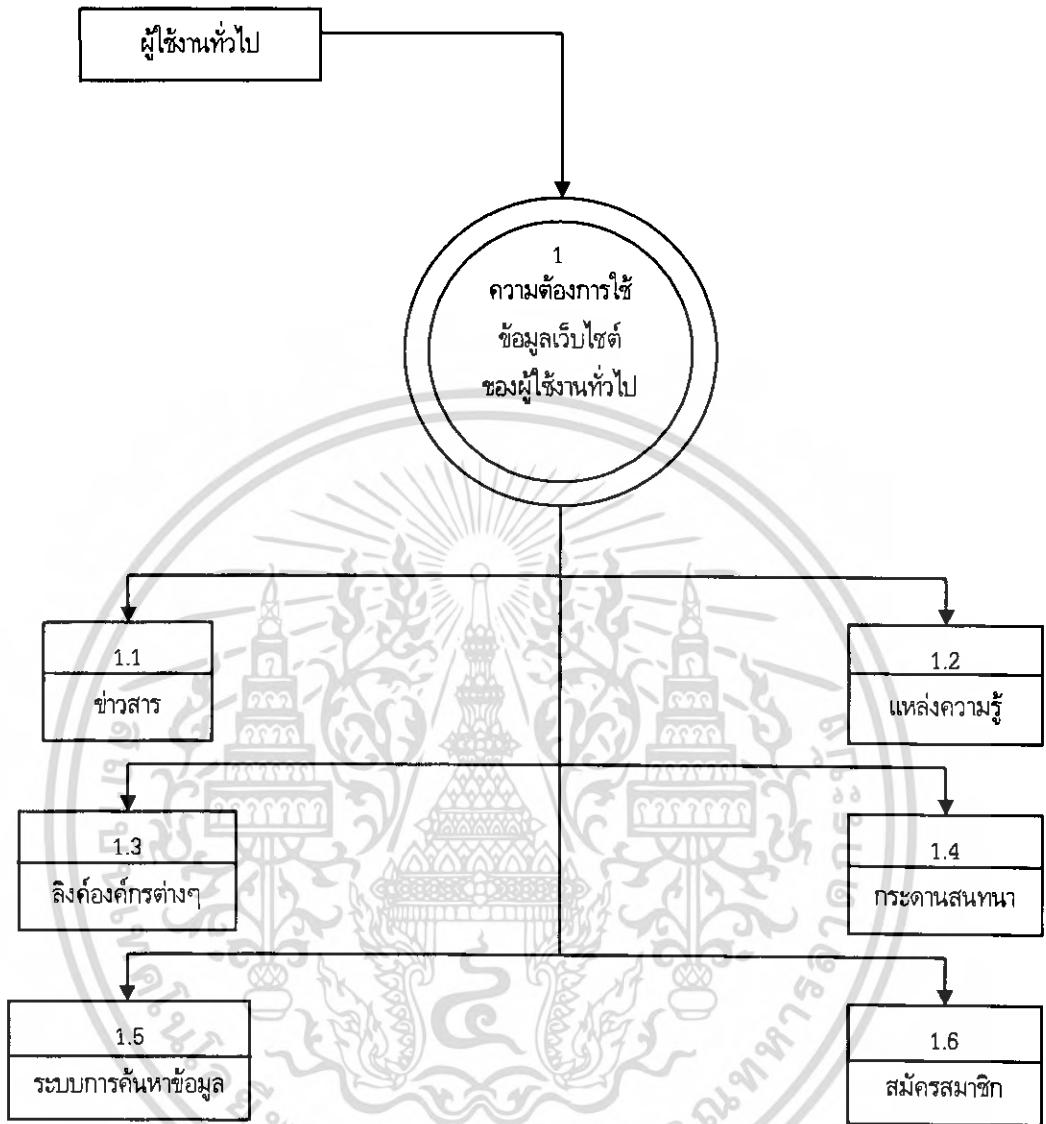 ผู้ใช้งานทั่วไป
1
ความต้องการใช้
ข้อมูลเว็บไซต์
ของผู้ใช้งานทั่วไป
1.1
ข่าวสาร
1.2
แหล่งความรู้
1.3
ลิงค์องค์กรต่างๆ
1.4
กระดานสนทนา
1.5
ระบบการค้นหาข้อมูล
1.6
สมัครสมาชิก